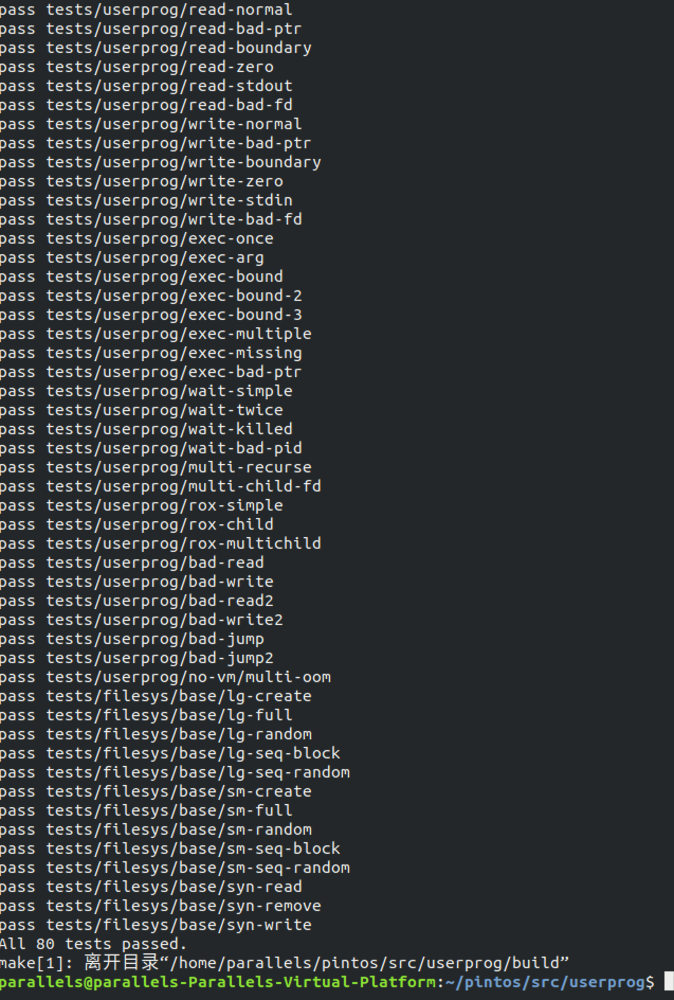 pass tests/userprog/read-normal
pass tests/userprog/read-bad-ptr
pass tests/userprog/read-boundary
pass tests/userprog/read-zero
pass tests/userprog/read-stdout
pass tests/userprog/read-bad-fd
pass tests/userprog/write-normal
pass tests/userprog/write-bad-ptr
pass tests/userprog/write-boundary
pass tests/userprog/write-zero
pass tests/userprog/write-stdin
pass tests/userprog/write-bad-fd
pass tests/userprog/exec-once
pass tests/userprog/exec-arg
pass tests/userprog/exec-bound
pass tests/userprog/exec-bound-2
pass tests/userprog/exec-bound-3
pass tests/userprog/exec-multiple
pass tests/userprog/exec-missing
pass tests/userprog/exec-bad-ptr
pass tests/userprog/wait-simple
pass tests/userprog/wait-twice
pass tests/userprog/wait-killed
pass tests/userprog/wait-bad-pid
pass tests/userprog/multi-recurse
pass tests/userprog/multi-child-fd
pass tests/userprog/rox-simple
pass tests/userprog/rox-child
pass tests/userprog/rox-multichild
pass tests/userprog/bad-read
pass tests/userprog/bad-write
pass tests/userprog/bad-read2
pass tests/userprog/bad-write2
pass tests/userprog/bad-jump
pass tests/userprog/bad-jump2
pass tests/userprog/no-vm/multi-oom
pass tests/filesys/base/lg-create
pass tests/filesys/base/lg-full
pass tests/filesys/base/lg-random
pass tests/filesys/base/lg-seq-block
pass tests/filesys/base/lg-seq-random
pass tests/filesys/base/sm-create
pass tests/filesys/base/sm-full
pass tests/filesys/base/sm-random
pass tests/filesys/base/sm-seq-block
pass tests/filesys/base/sm-seq-random
pass tests/filesys/base/syn-read
pass tests/filesys/base/syn-remove
pass tests/filesys/base/syn-write
All 80 tests passed.
make[1]: 离开目录“/home/parallels/pintos/src/userprog/build”
parallels@parallels-Parallels-Virtual-Platform:~/pintos/src/userprog$